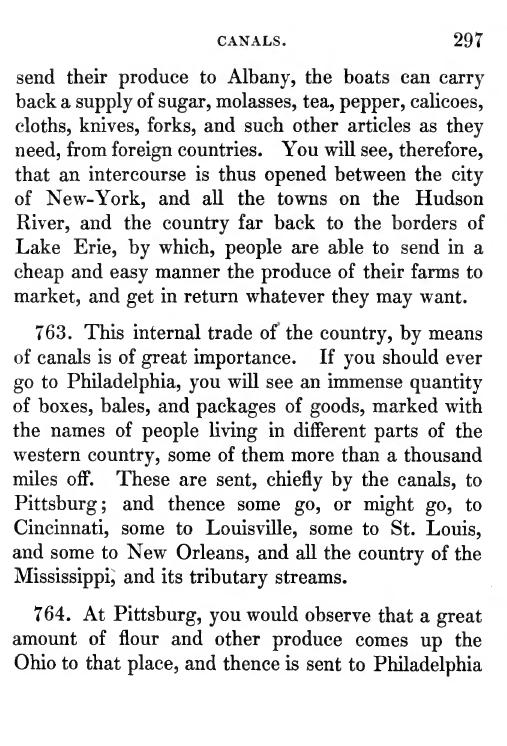 CANALS. 297
send their produce to Albany, the boats can carry
back a supply of sugar, molasses, tea, pepper, calicoes,
cloths, knives, forks, and such other articles as they
need, from foreign countries. You will see, therefore,
that an intercourse is thus opened between the city
of New-York, and all the towns on the Hudson
River, and the country far back to the borders of
Lake Erie, by which, people are able to send in a
cheap and easy manner the produce of their farms to
market, and get in return whatever they may want.
763. This internal trade of the country, by means
of canals is of great importance. If you should ever
go to Philadelphia, you will see an immense quantity
of boxes, bales, and packages of goods, marked with
the names of people living in different parts of the
western country, some of them more than a thousand
miles off. These are sent, chiefly by the canals, to
Pittsburg; and thence some go, or might go, to
Cincinnati, some to Louisville, some to St. Louis,
and some to New Orleans, and all the country of the
Mississippi, and its tributary streams.
764. At Pittsburg, you would observe that a great
amount of flour and other produce comes up the
Ohio to that place, and thence is sent to Philadelphia